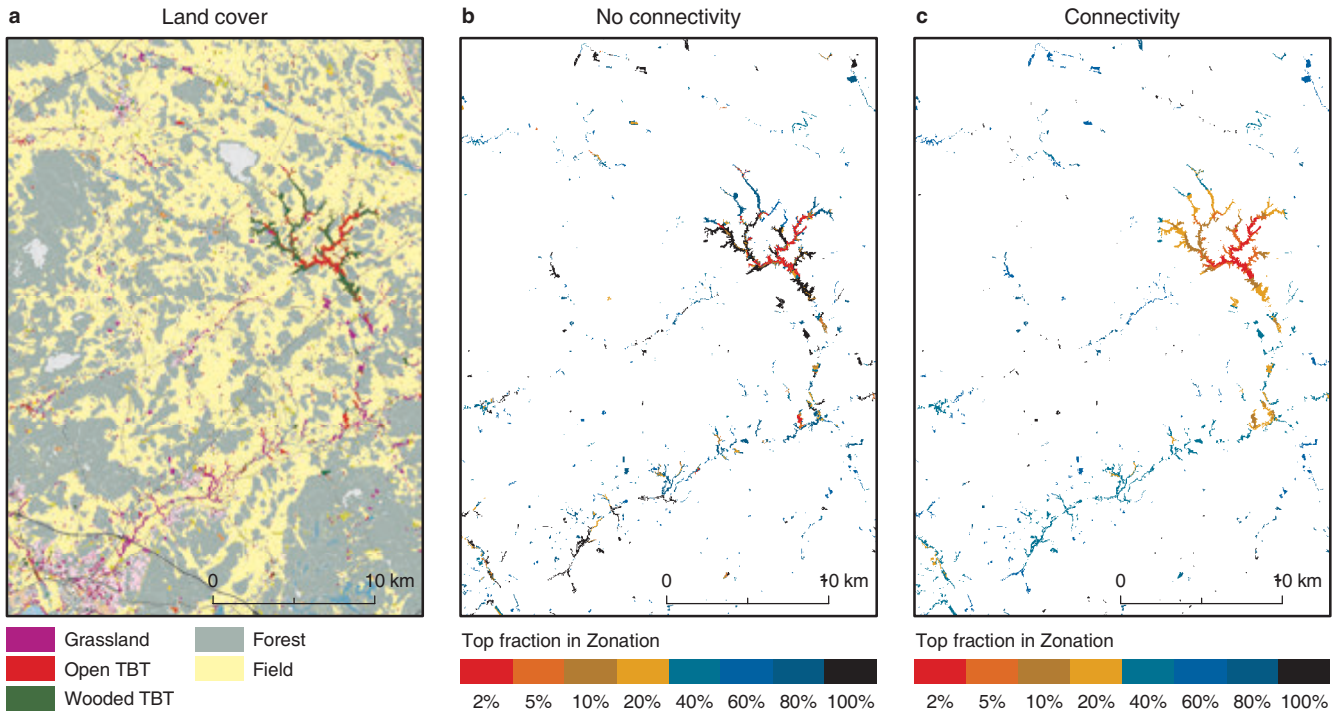 a Land cover
b No connectivity
c Connectivity
0 10 km
0 10 km
0 10 km
Grassland
Open TBT
Wooded TBT
Forest
Field
Top fraction in Zonation
2% 5% 10% 20% 40% 60% 80% 100%
Top fraction in Zonation
2% 5% 10% 20% 40% 60% 80% 100%